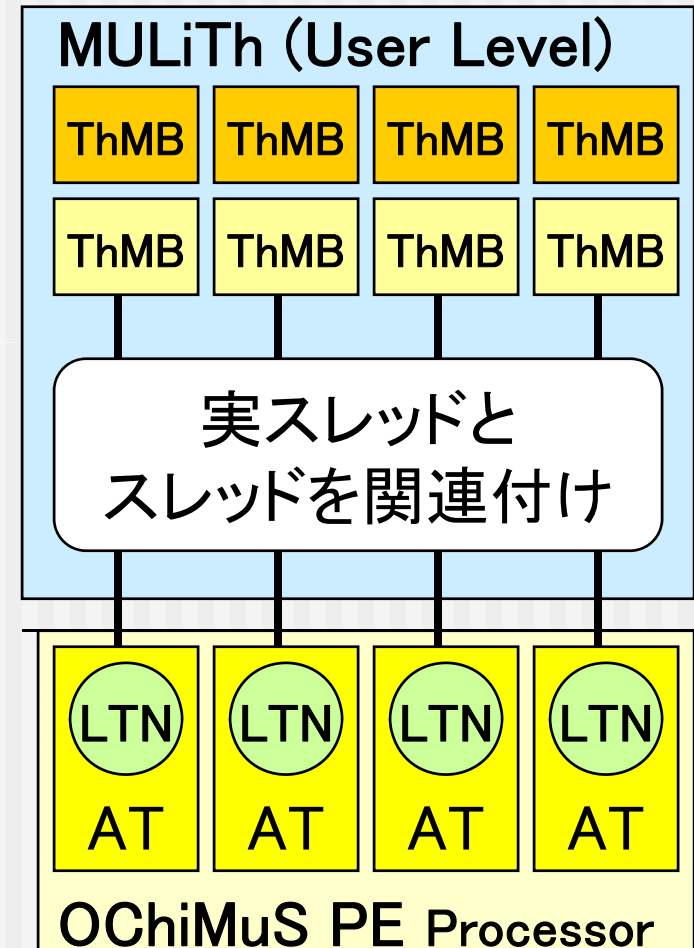 MULiTh (User Level)
ThMB ThMB ThMB ThMB
ThMB ThMB ThMB ThMB
実スレッドと
スレッドを関連付け
LTN LTN LTN LTN
AT AT AT AT
OChiMuS PE Processor